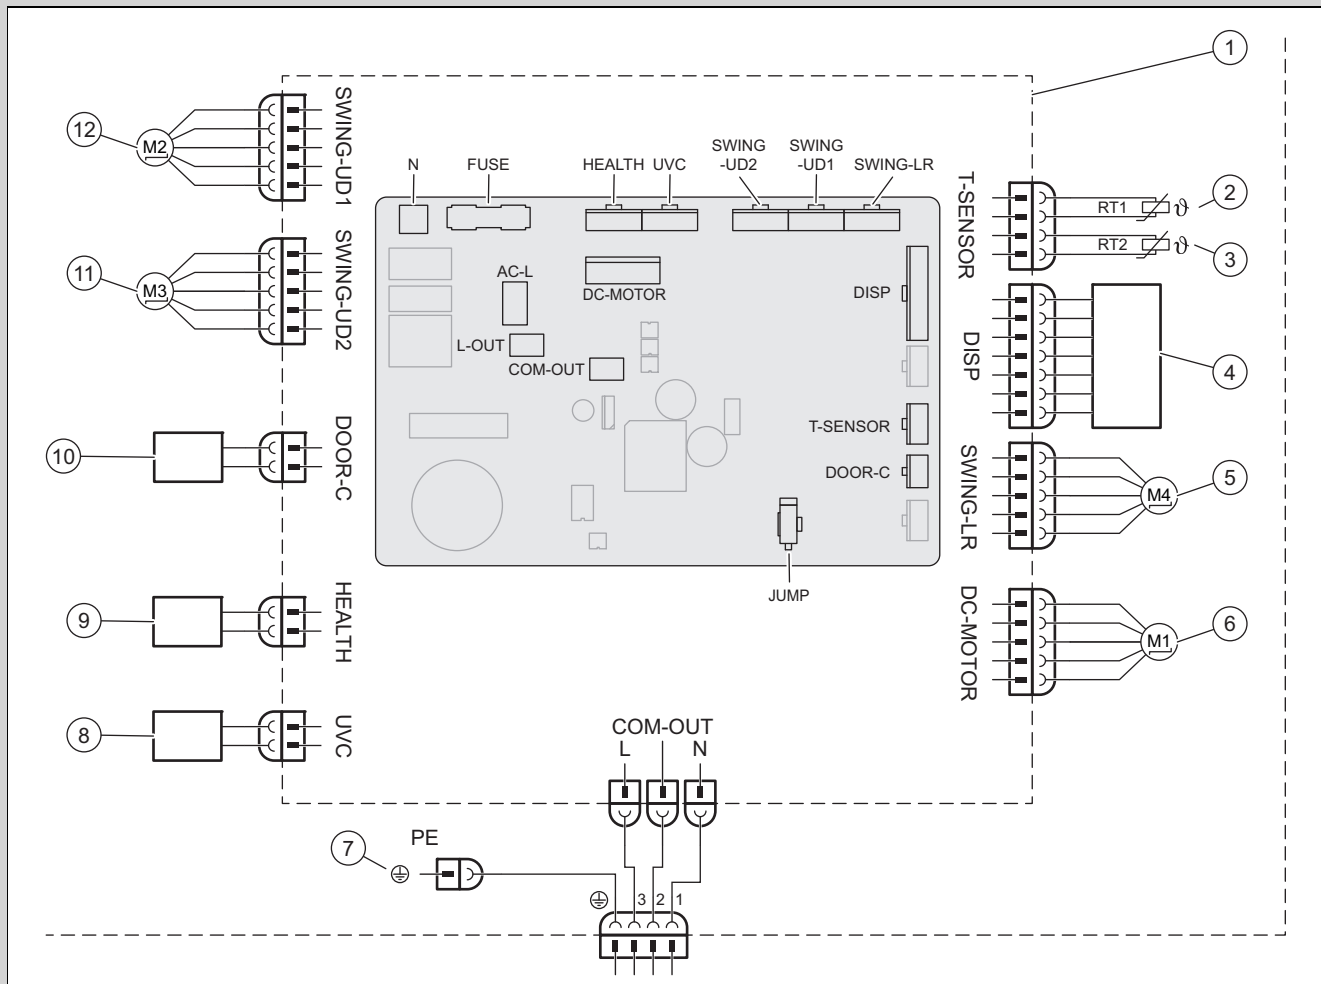 1
12
M2
SWING-UD1
N
FUSE
HEALTH
UVC
SWING
-UD2
SWING
-UD1
SWING-LR
T-SENSOR
RT1
ϑ
2
RT2
ϑ
3
11
M3
SWING-UD2
AC-L
DC-MOTOR
DISP
L-OUT
COM-OUT
DISP
4
T-SENSOR
DOOR-C
10
DOOR-C
SWING-LR
M4
5
JUMP
9
HEALTH
DC-MOTOR
M1
6
8
UVC
COM-OUT
L
N
7
PE
3
2
1